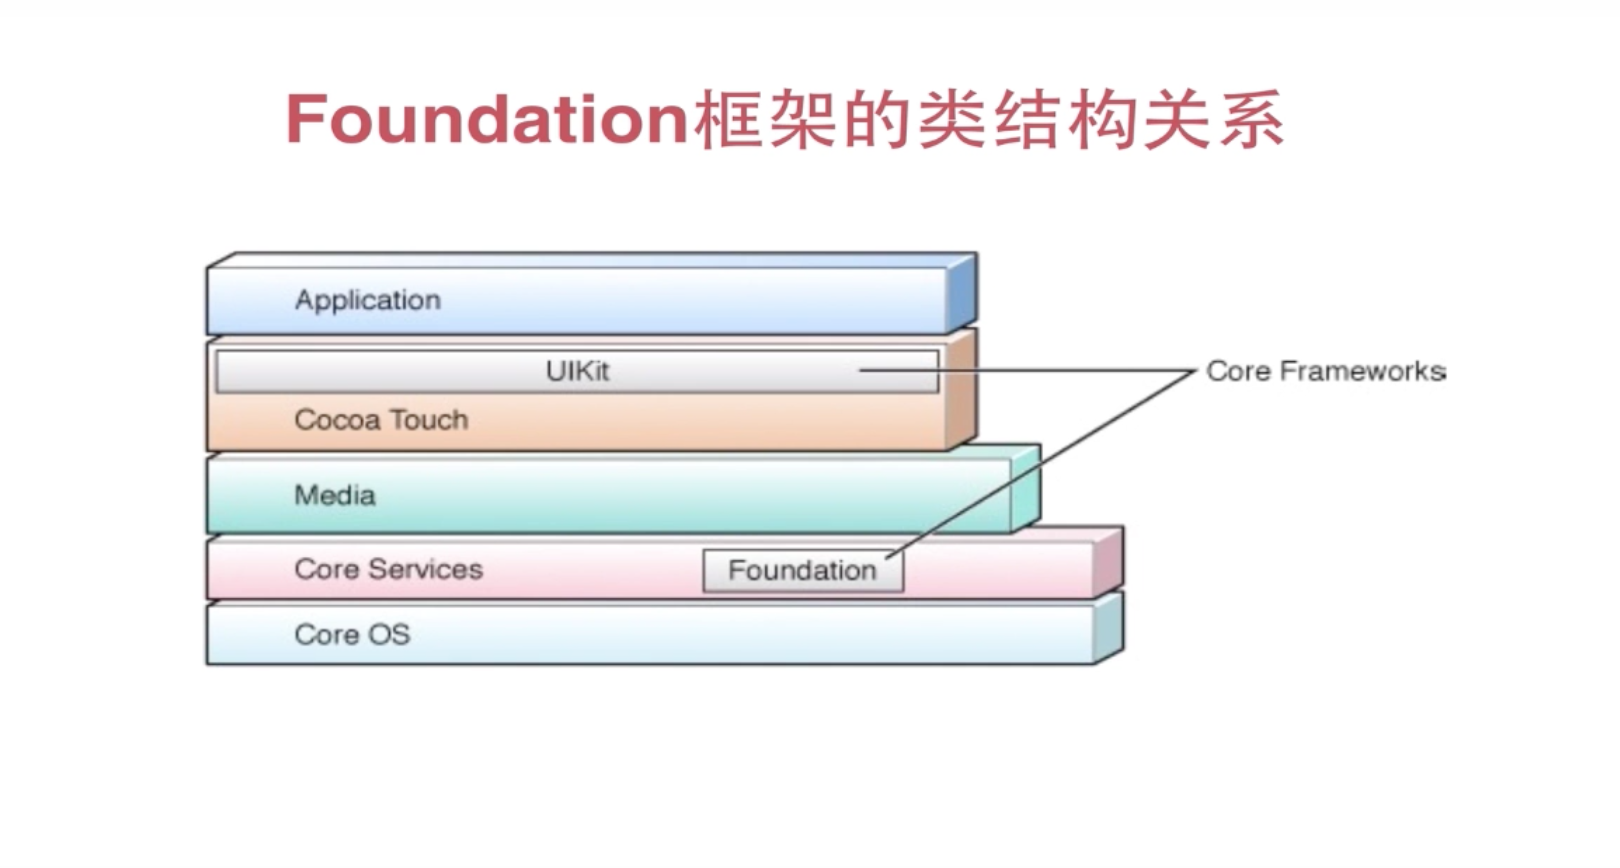 Foundation框架的类结构关系
Application
UIKit
Core Frameworks
Cocoa Touch
Media
Core Services
Foundation
Core OS